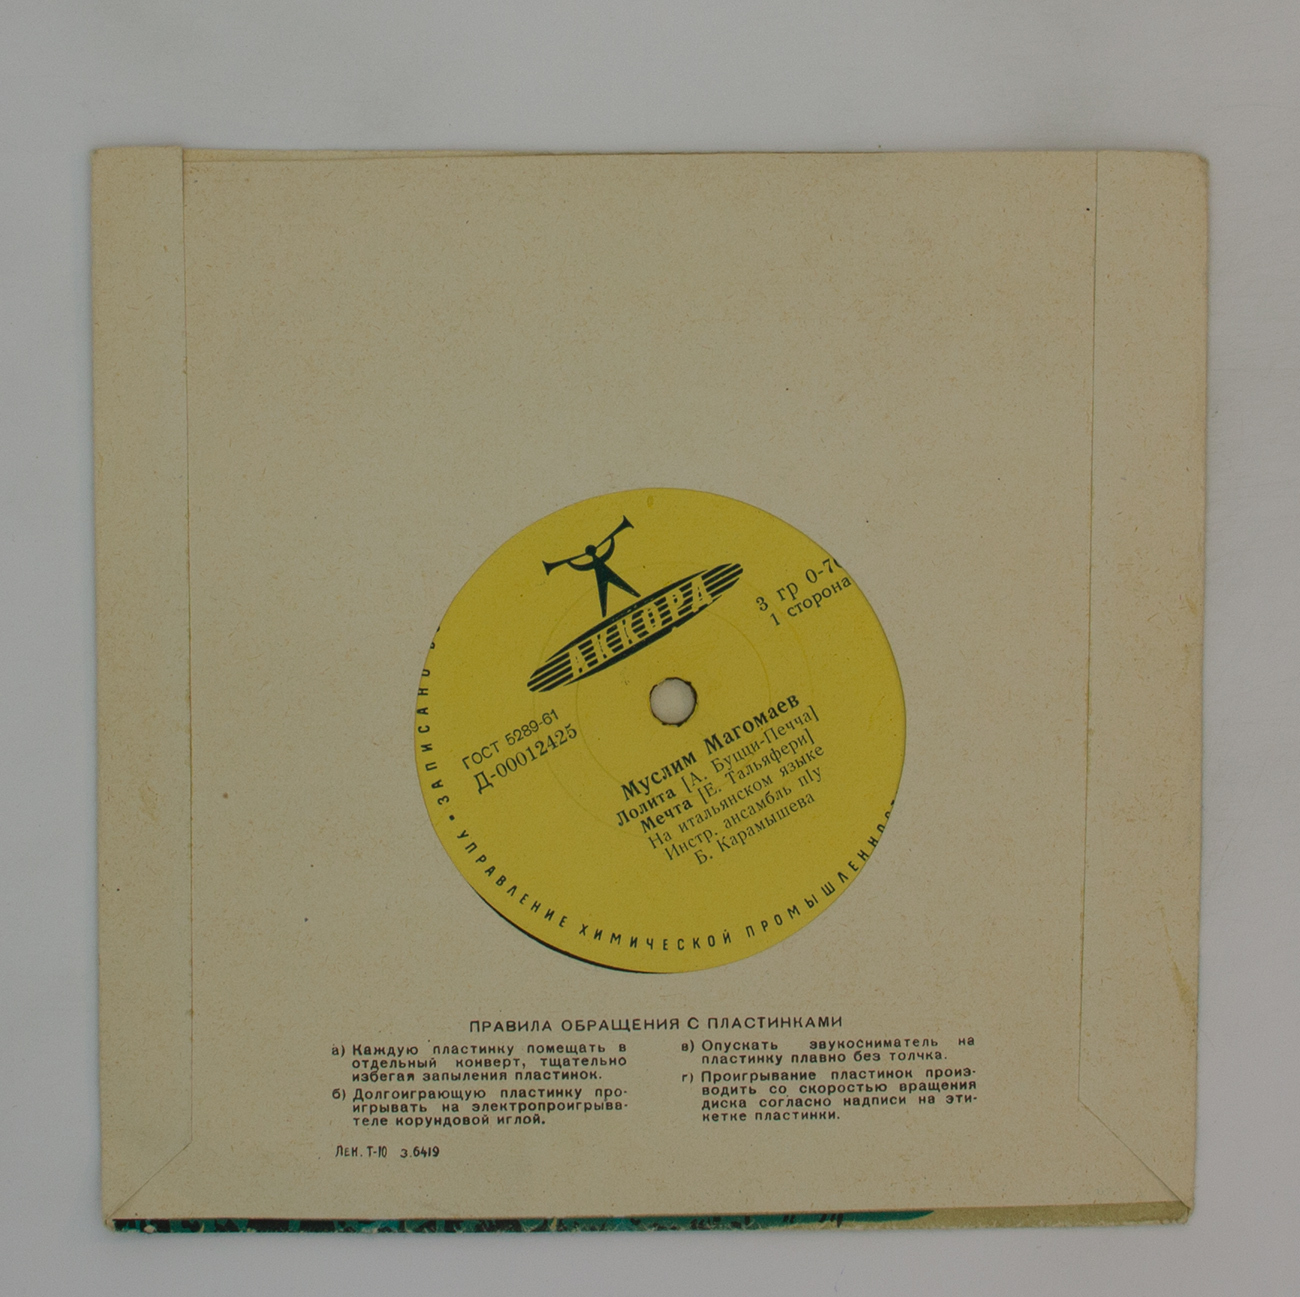 АККОРД
3 гр 0-7
1 сторона
ГОСТ 5289-61
Д-00012425
Муслим Магомаев
Лолита [А. Буцци-Печча]
Мечта [Е. Тальяфери]
На итальянском языке
Инстр. ансамбль п/у
Б. Карамышева
ЗАПИСАНО
• УПРАВЛЕНИЕ ХИМИЧЕСКОЙ ПРОМЫШЛЕННОС
ПРАВИЛА ОБРАЩЕНИЯ С ПЛАСТИНКАМИ
а) Каждую пластинку помещать в
отдельный конверт, тщательно
избегая запыления пластинок.
б) Долгоиграющую пластинку про-
игрывать на электропроигрыва-
теле корундовой иглой.
в) Опускать звукосниматель на
пластинку плавно без толчка.
г) Проигрывание пластинок произ-
водить со скоростью вращения
диска согласно надписи на эти-
кетке пластинки.
Лен. Т-10 з.6419